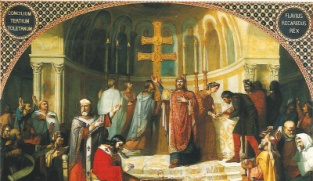 CONCILIUM
TERTIUM
TOLETANUM
FLAVIUS
RECAREDUS
REX